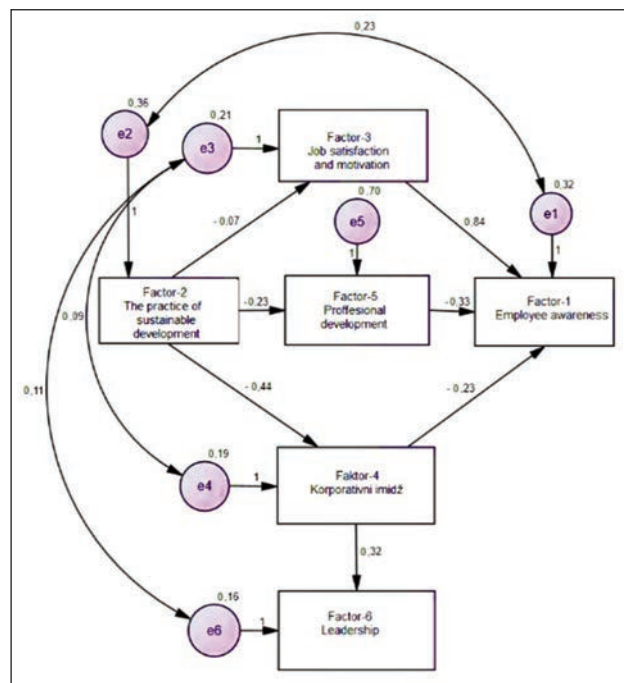 0,23
0,36
e2
0,21
e3
1
Factor-3
Job satisfaction
and motivation
0,70
e5
0,32
e1
1
- 0,07
1
0,84
1
Factor-2
The practice of
sustainable
development
-0,23
Factor-5
Proffesional
development
-0,33
Factor-1
Employee awareness
0,09
0,11
- 0,44
- 0,23
0,19
e4
1
Faktor-4
Korporativni imidž
0,32
0,16
e6
1
Factor-6
Leadership